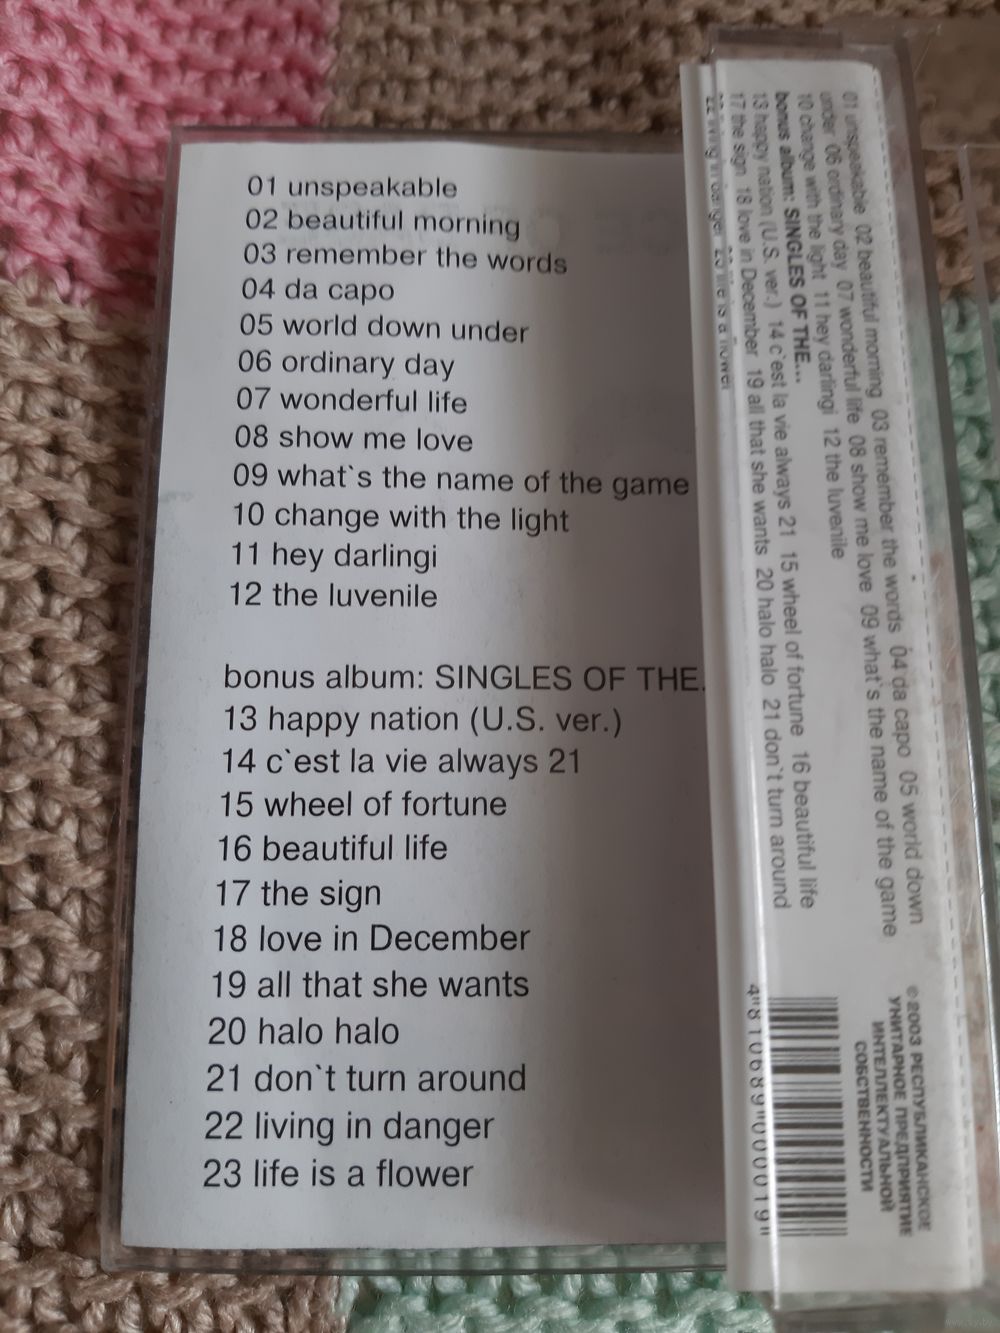 01 unspeakable
02 beautiful morning
03 remember the words
04 da capo
05 world down under
06 ordinary day
07 wonderful life
08 show me love
09 what`s the name of the game
10 change with the light
11 hey darlingi
12 the luvenile
bonus album: SINGLES OF THE.
13 happy nation (U.S. ver.)
14 c`est la vie always 21
15 wheel of fortune
16 beautiful life
17 the sign
18 love in December
19 all that she wants
20 halo halo
21 don`t turn around
22 living in danger
23 life is a flower
01 unspeakable 02 beautiful morning 03 remember the words 04 da capo 05 world down
under 06 ordinary day 07 wonderful life 08 show me love 09 what`s the name of the game
10 change with the light 11 hey darlingi 12 the luvenile
bonus album: SINGLES OF THE...
13 happy nation (U.S. ver.) 14 c`est la vie always 21 15 wheel of fortune 16 beautiful life
17 the sign 18 love in December 19 all that she wants 20 halo halo 21 don`t turn around
22 living in danger 23 life is a flower
© 2003 РЕСПУБЛИКАНСКОЕ
УНИТАРНОЕ ПРЕДПРИЯТИЕ
ИНТЕЛЛЕКТУАЛЬНОЙ
СОБСТВЕННОСТИ
4 810689 000019